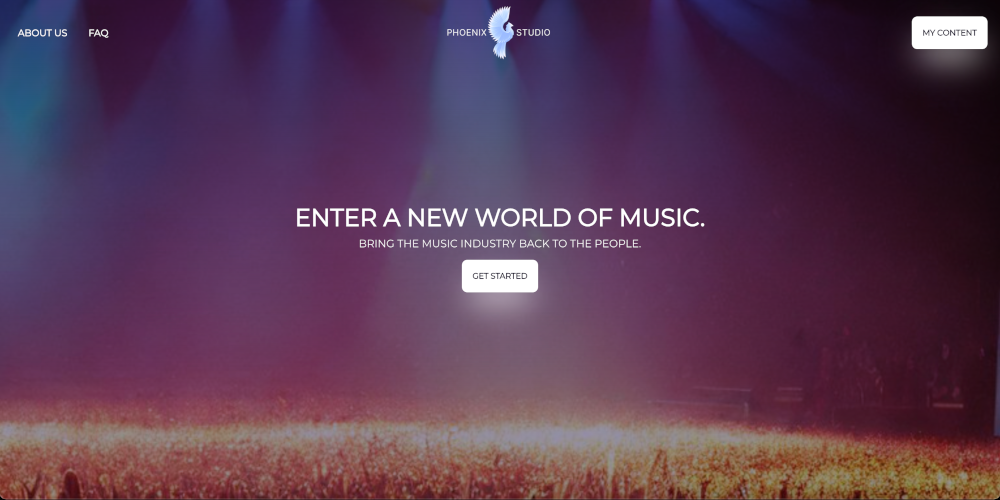 ABOUT US FAQ PHOENIX STUDIO MY CONTENT
ENTER A NEW WORLD OF MUSIC.
BRING THE MUSIC INDUSTRY BACK TO THE PEOPLE.
GET STARTED